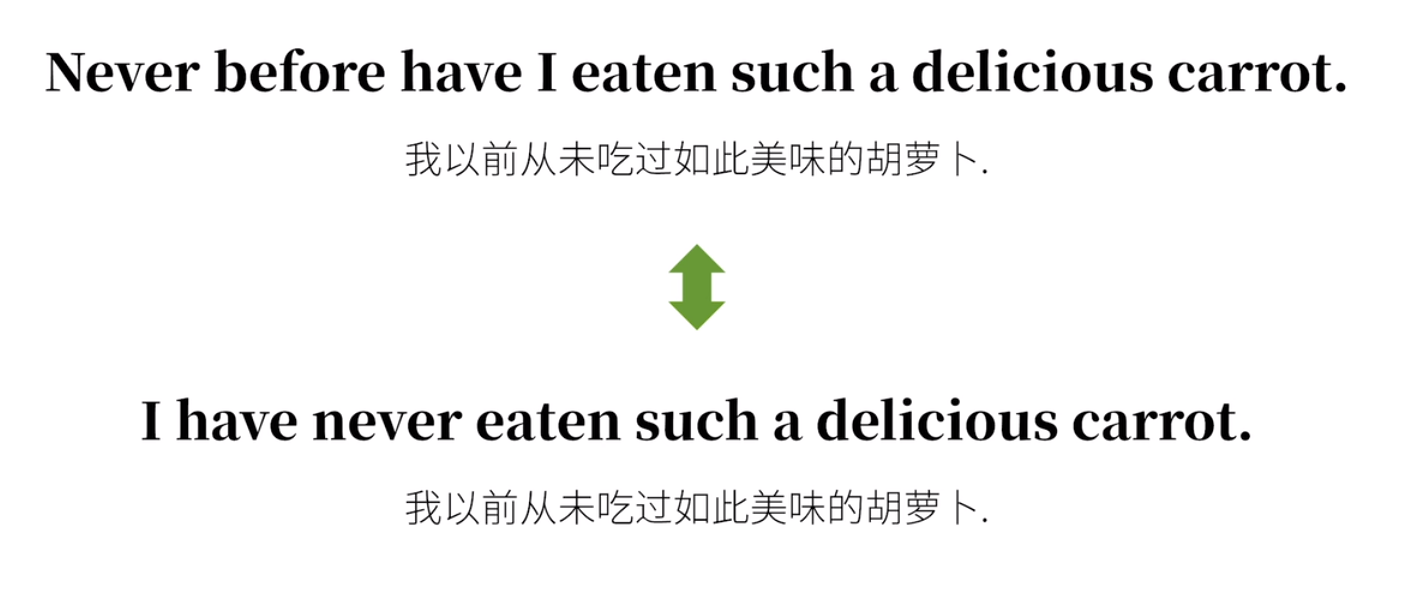 Never before have I eaten such a delicious carrot.
我以前从未吃过如此美味的胡萝卜.
I have never eaten such a delicious carrot.
我以前从未吃过如此美味的胡萝卜.